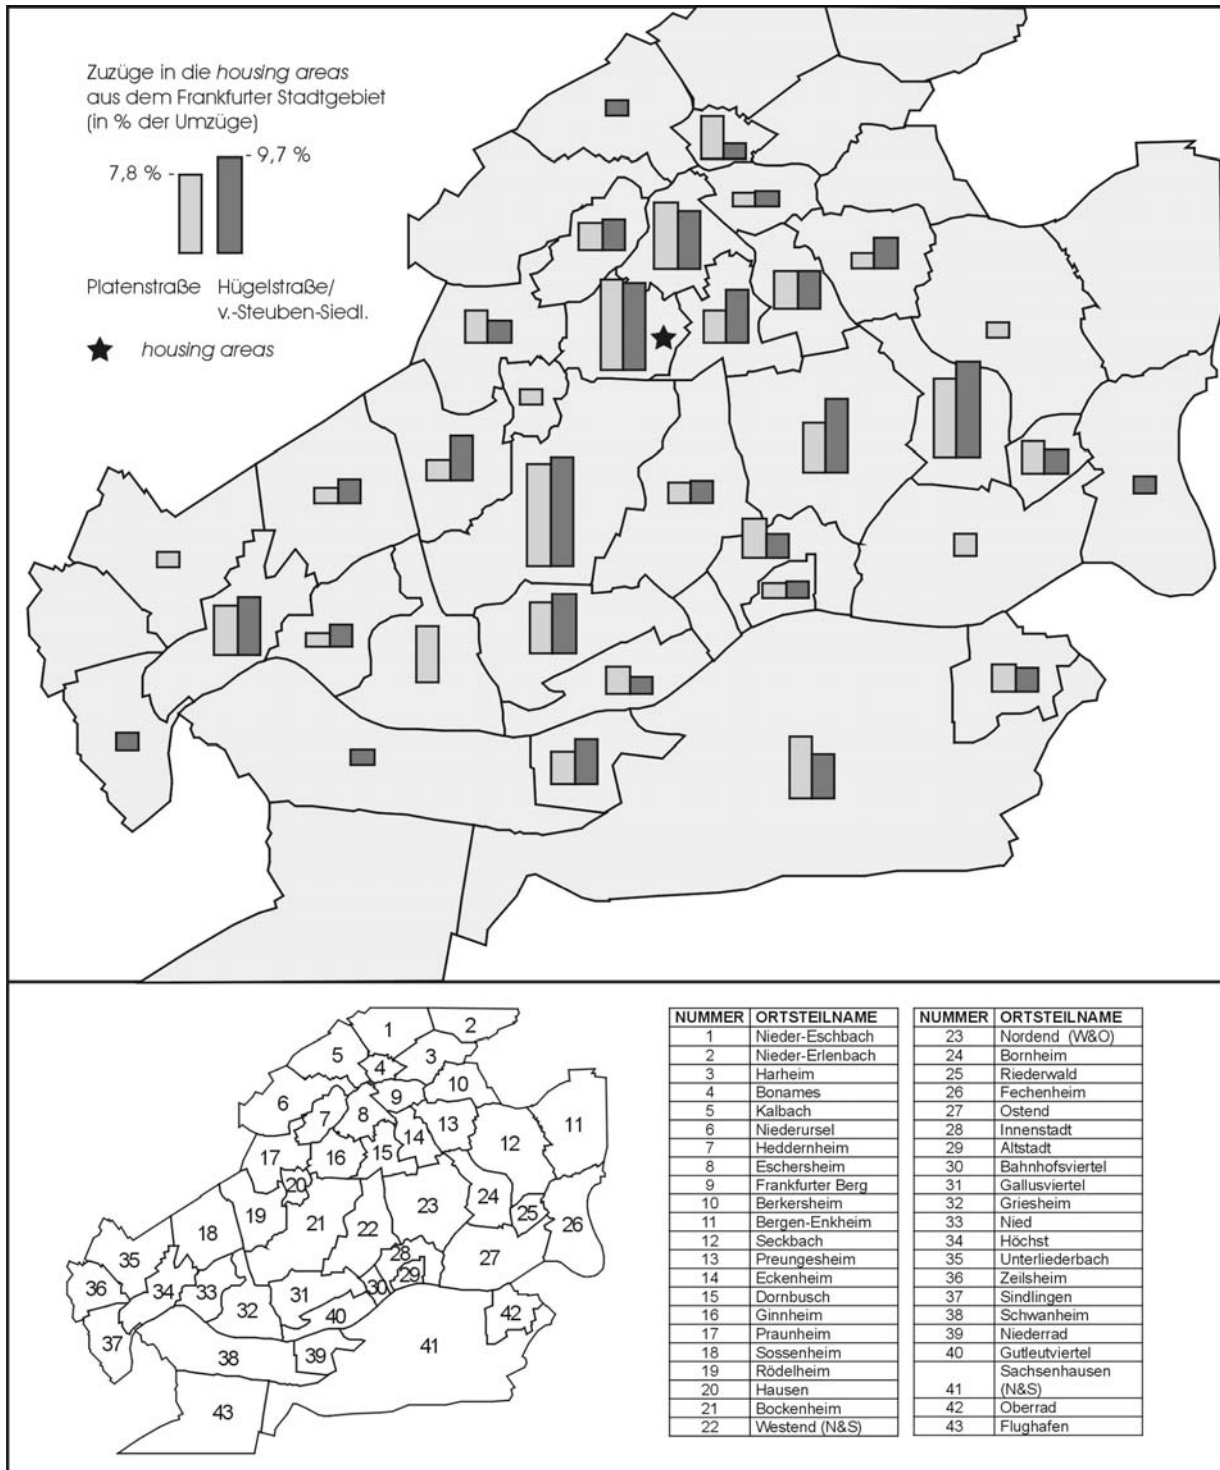 Zuzüge in die housing areas
aus dem Frankfurter Stadtgebiet
(in % der Umzüge)
9,7 %
7,8 %
Platenstraße Hügelstraße/
v.-Steuben-Siedl.
housing areas
1
2
3
4
5
6
7
8
9
10
11
12
13
14
15
16
17
18
19
20
21
22
23
24
25
26
27
28
29
30
31
32
33
34
35
36
37
38
39
40
41
42
43
NUMMER ORTSTEILNAME
1 Nieder-Eschbach
2 Nieder-Erlenbach
3 Harheim
4 Bonames
5 Kalbach
6 Niederursel
7 Heddernheim
8 Eschersheim
9 Frankfurter Berg
10 Berkersheim
11 Bergen-Enkheim
12 Seckbach
13 Preungesheim
14 Eckenheim
15 Dornbusch
16 Ginnheim
17 Praunheim
18 Sossenheim
19 Rödelheim
20 Hausen
21 Bockenheim
22 Westend (N&S)
NUMMER ORTSTEILNAME
23 Nordend (W&O)
24 Bornheim
25 Riederwald
26 Fechenheim
27 Ostend
28 Innenstadt
29 Altstadt
30 Bahnhofsviertel
31 Gallusviertel
32 Griesheim
33 Nied
34 Höchst
35 Unterliederbach
36 Zeilsheim
37 Sindlingen
38 Schwanheim
39 Niederrad
40 Gutleutviertel
Sachsenhausen
41 (N&S)
42 Oberrad
43 Flughafen